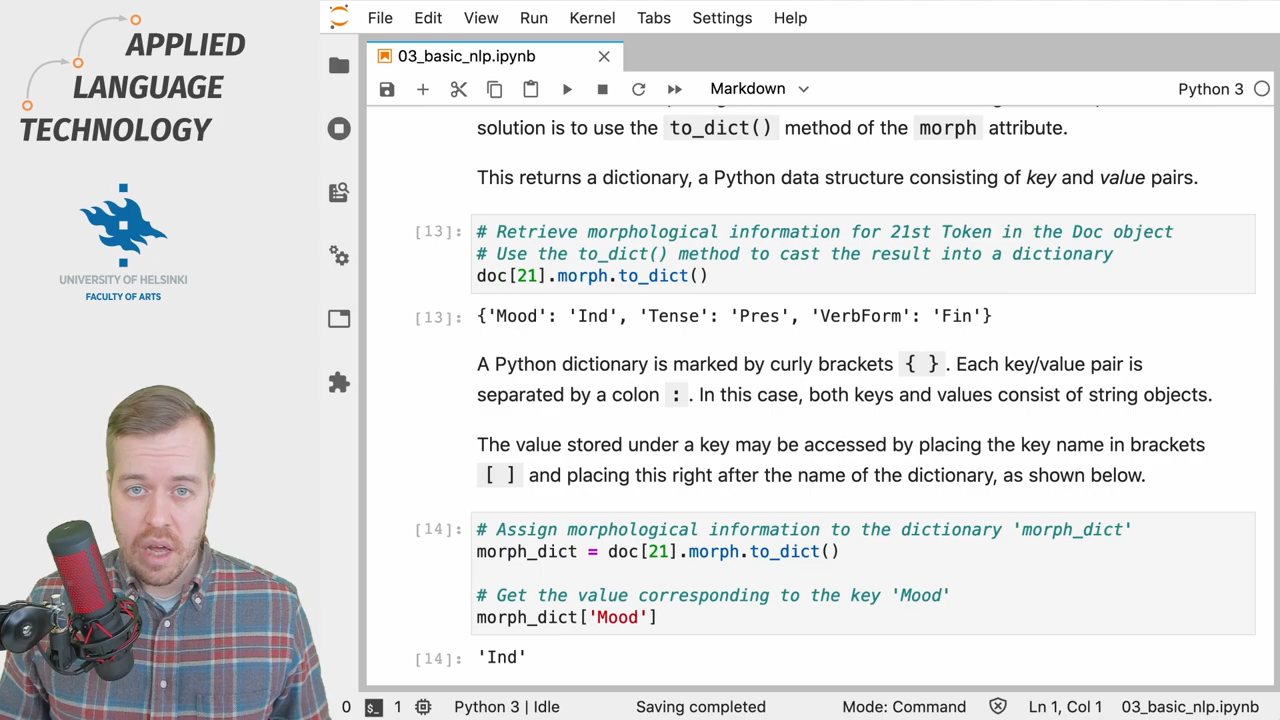 APPLIED
LANGUAGE
TECHNOLOGY
UNIVERSITY OF HELSINKI
FACULTY OF ARTS
File Edit View Run Kernel Tabs Settings Help
03_basic_nlp.ipynb
Markdown
Python 3
solution is to use the to_dict() method of the morph attribute.
This returns a dictionary, a Python data structure consisting of key and value pairs.
[13]: # Retrieve morphological information for 21st Token in the Doc object
# Use the to_dict() method to cast the result into a dictionary
doc[21].morph.to_dict()
[13]: {'Mood': 'Ind', 'Tense': 'Pres', 'VerbForm': 'Fin'}
A Python dictionary is marked by curly brackets { }. Each key/value pair is
separated by a colon :. In this case, both keys and values consist of string objects.
The value stored under a key may be accessed by placing the key name in brackets
[ ] and placing this right after the name of the dictionary, as shown below.
[14]: # Assign morphological information to the dictionary 'morph_dict'
morph_dict = doc[21].morph.to_dict()
# Get the value corresponding to the key 'Mood'
morph_dict['Mood']
[14]: 'Ind'
0 $_ 1 Python 3 | Idle Saving completed Mode: Command Ln 1, Col 1 03_basic_nlp.ipynb